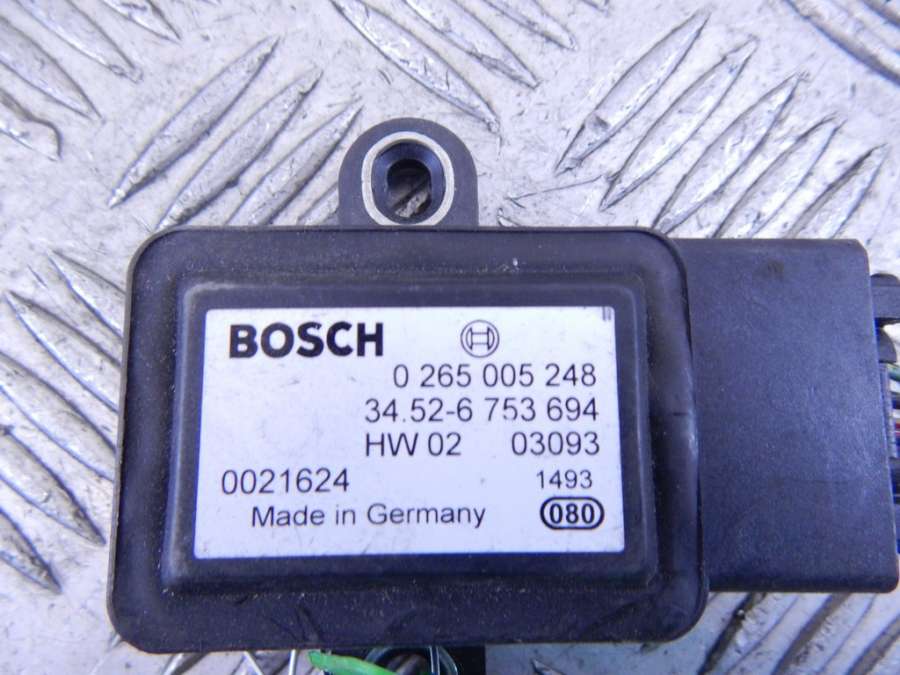 BOSCH
0 265 005 248
34.52-6 753 694
HW 02 03093
0021624 1493
Made in Germany 080